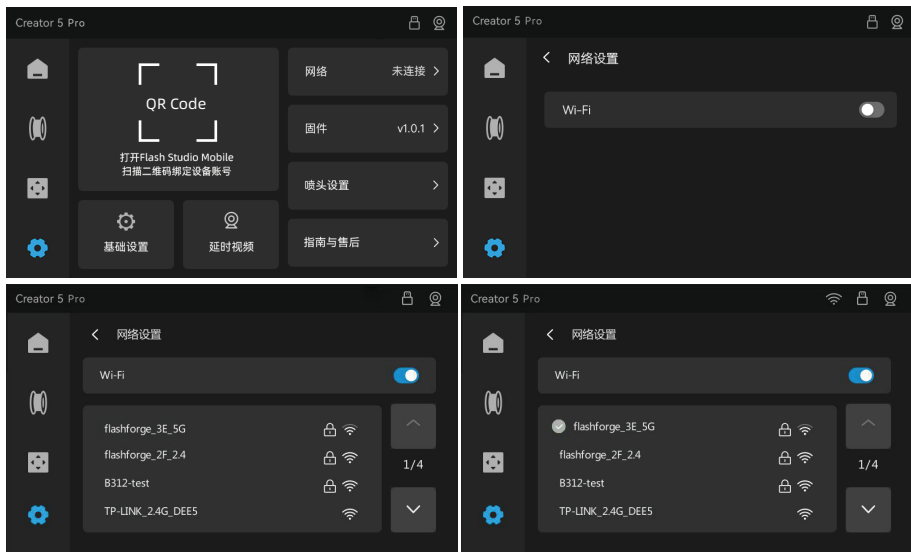 Creator 5 Pro
QR Code
打开Flash Studio Mobile
扫描二维码绑定设备账号
基础设置
延时视频
网络 未连接
固件 v1.0.1
喷头设置
指南与售后
Creator 5 Pro
网络设置
Wi-Fi
Creator 5 Pro
网络设置
Wi-Fi
flashforge_3E_5G
flashforge_2F_2.4
B312-test
TP-LINK_2.4G_DEE5
1/4
Creator 5 Pro
网络设置
Wi-Fi
flashforge_3E_5G
flashforge_2F_2.4
B312-test
TP-LINK_2.4G_DEE5
1/4